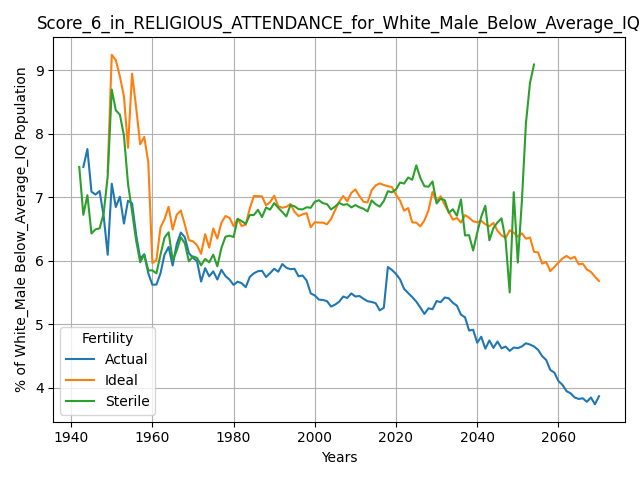 Score_6_in_RELIGIOUS_ATTENDANCE_for_White_Male_Below_Average_IQ
% of White_Male Below_Average_IQ Population
9
8
7
6
5
4
Fertility
Actual
Ideal
Sterile
1940 1960 1980 2000 2020 2040 2060
Years